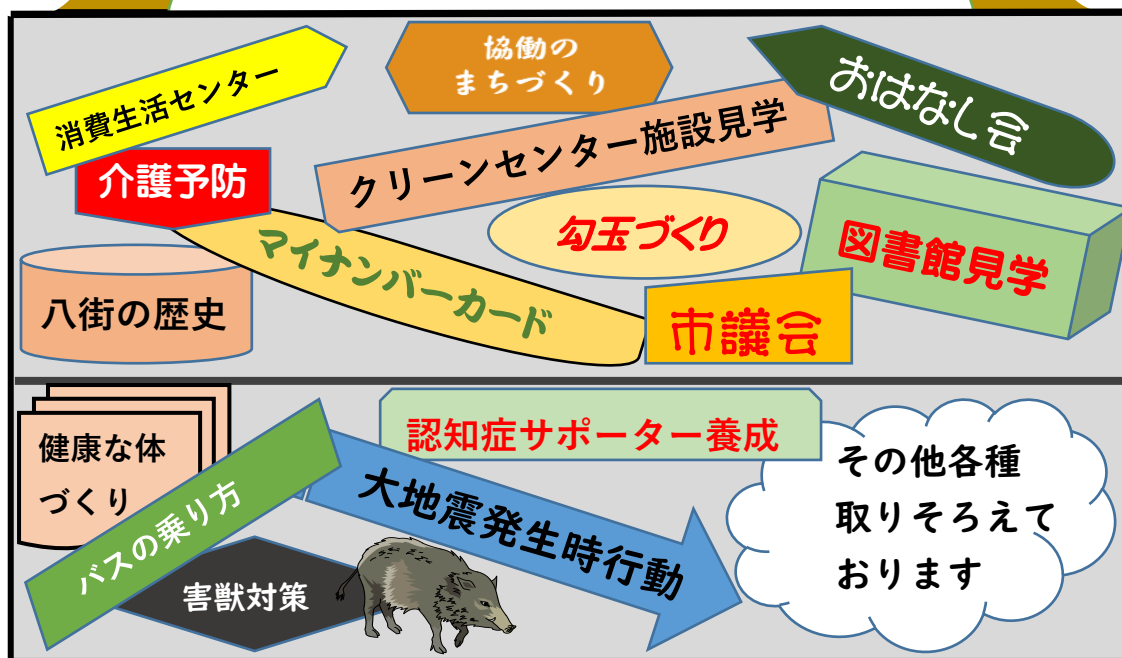 消費生活センター
協働の
まちづくり
おはなし会
介護予防
クリーンセンター施設見学
マイナンバーカード
勾玉づくり
図書館見学
八街の歴史
市議会
健康な体
づくり
バスの乗り方
認知症サポーター養成
大地震発生時行動
害獣対策
その他各種
取りそろえて
おります